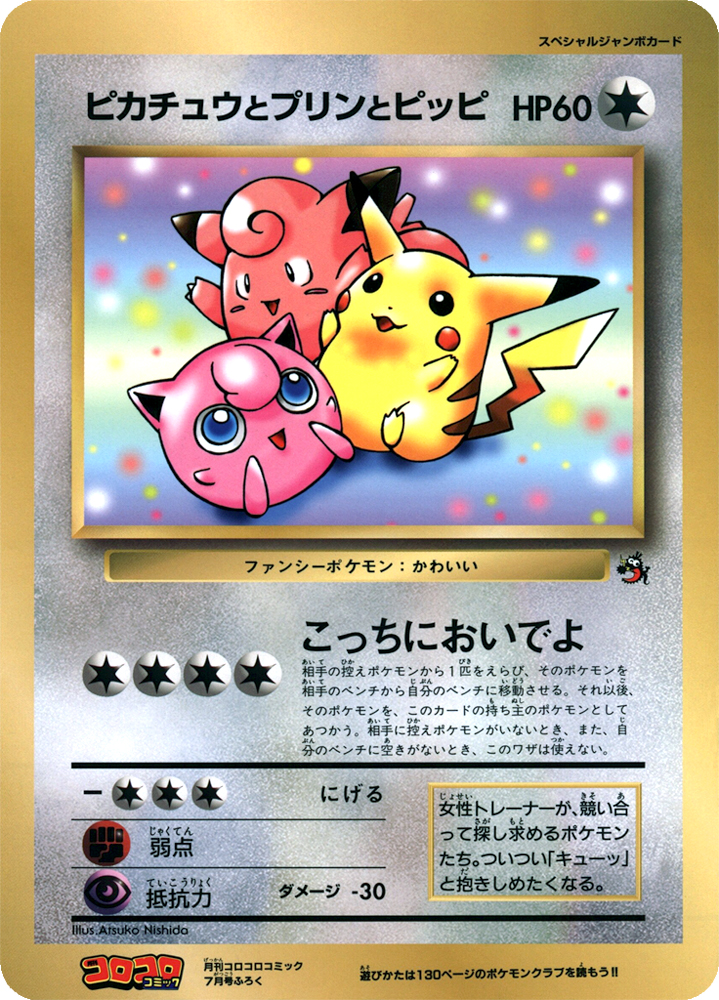 スペシャルジャンボカード
ピカチュウとプリンとピッピ HP60
ファンシーポケモン：かわいい
こっちにおいでよ
相手の控えポケモンから１匹をえらび、そのポケモンを
相手のベンチから自分のベンチに移動させる。それ以後、
そのポケモンを、このカードの持ち主のポケモンとして
あつかう。相手に控えポケモンがいないとき、また、自
分のベンチに空きがないとき、このワザは使えない。
− にげる
弱点
抵抗力 ダメージ -30
女性トレーナーが、競い合
って探し求めるポケモン
たち。ついつい「キューッ」
と抱きしめたくなる。
Illus. Atsuko Nishida
月刊 コロコロコミック
月刊コロコロコミック
7月号ふろく
遊びかたは130ページのポケモンクラブを読もう!!